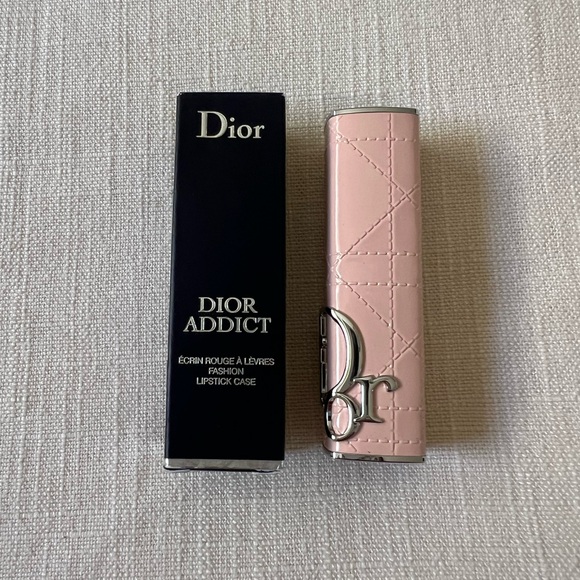 Dior
DIOR
ADDICT
ÉCRIN ROUGE À LÈVRES
FASHION
LIPSTICK CASE
Dior